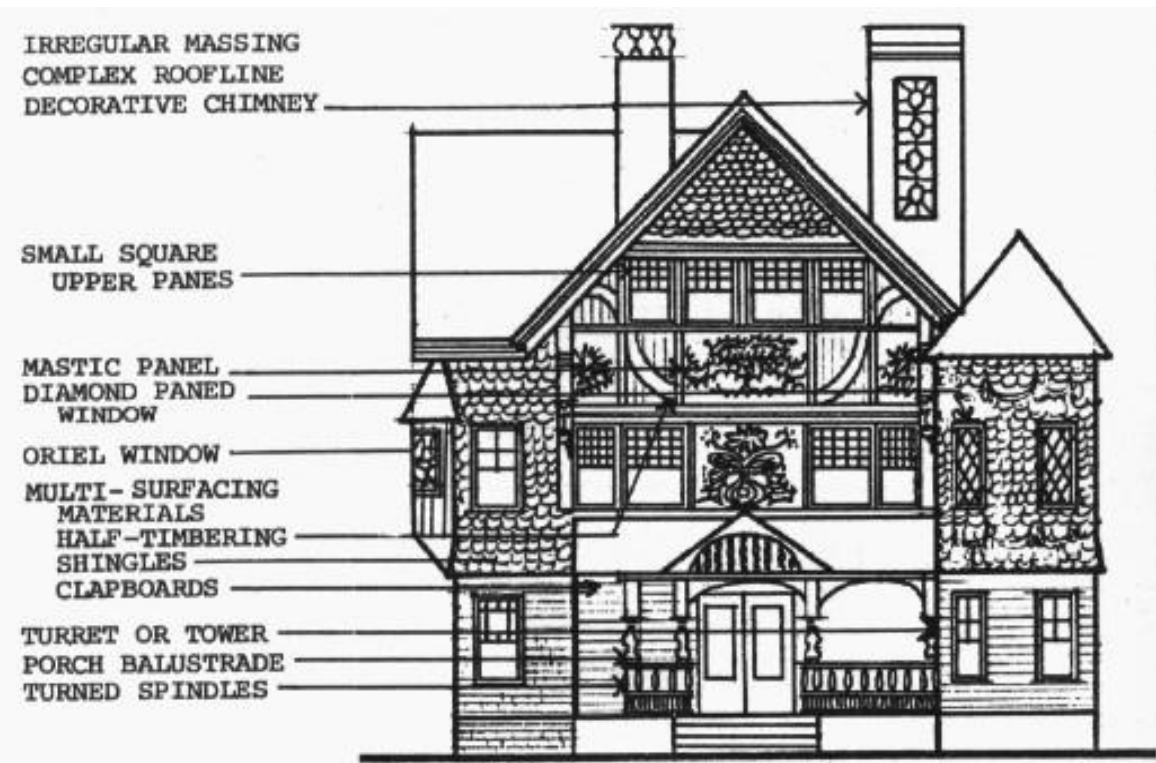 IRREGULAR MASSING
COMPLEX ROOFLINE
DECORATIVE CHIMNEY
SMALL SQUARE
UPPER PANES
MASTIC PANEL
DIAMOND PANED
WINDOW
ORIEL WINDOW
MULTI-SURFACING
MATERIALS
HALF-TIMBERING
SHINGLES
CLAPBOARDS
TURRET OR TOWER
PORCH BALUSTRADE
TURNED SPINDLES